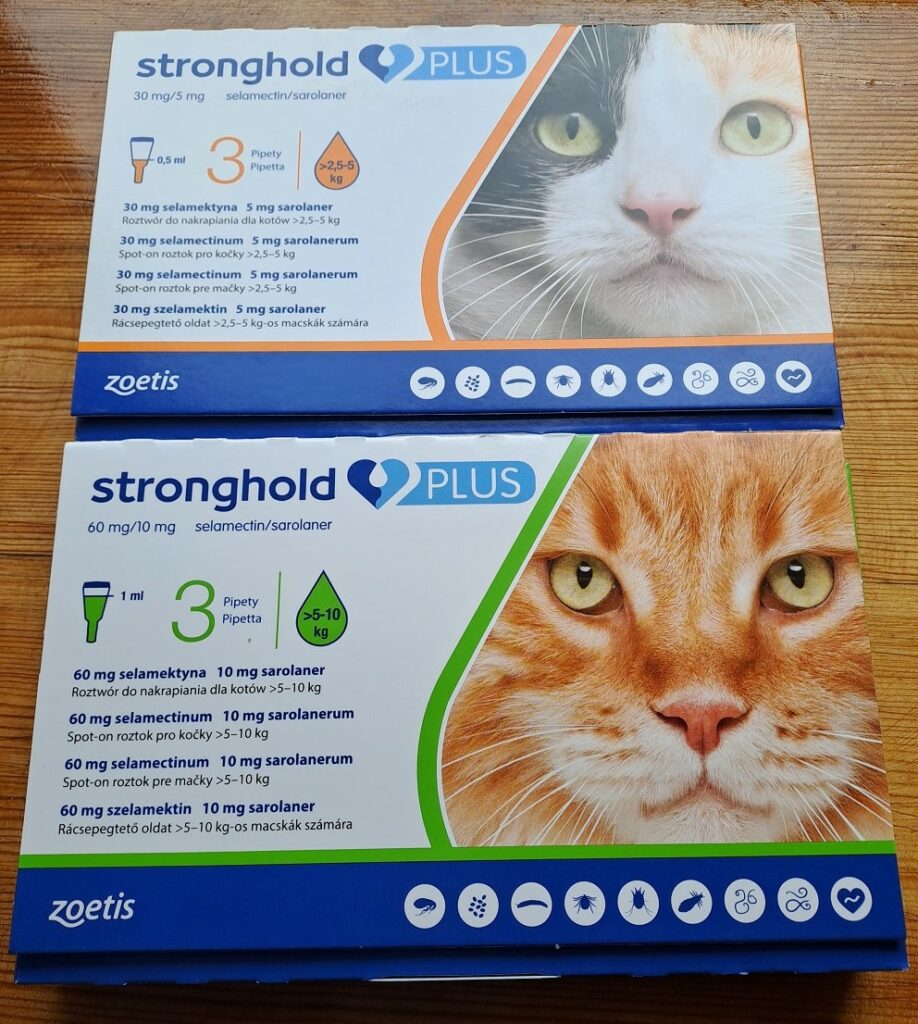 stronghold PLUS
30 mg/5 mg selamectin/sarolaner
0,5 ml
3
Pipety
Pipetta
>2,5-5
kg
30 mg selamektyna 5 mg sarolaner
Roztwór do nakrapiania dla kotów >2,5–5 kg
30 mg selamectinum 5 mg sarolanerum
Spot-on roztok pro kočky >2,5–5 kg
30 mg selamectinum 5 mg sarolanerum
Spot-on roztok pre mačky >2,5–5 kg
30 mg szelamektin 5 mg sarolaner
Rácsepegtető oldat >2,5–5 kg-os macskák számára
zoetis
stronghold PLUS
60 mg/10 mg selamectin/sarolaner
1 ml
3
Pipety
Pipetta
>5-10
kg
60 mg selamektyna 10 mg sarolaner
Roztwór do nakrapiania dla kotów >5–10 kg
60 mg selamectinum 10 mg sarolanerum
Spot-on roztok pro kočky >5–10 kg
60 mg selamectinum 10 mg sarolanerum
Spot-on roztok pre mačky >5–10 kg
60 mg szelamektin 10 mg sarolaner
Rácsepegtető oldat >5–10 kg-os macskák számára
zoetis